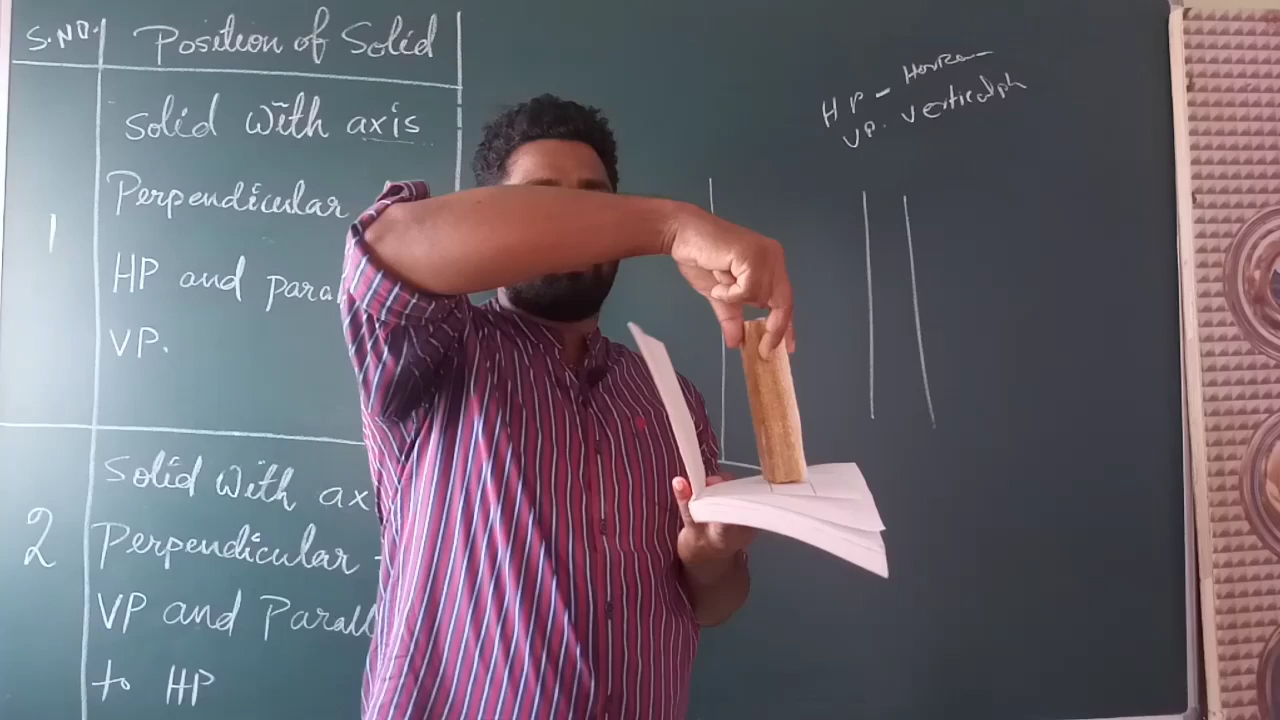 S.NO. Position of Solid
Solid with axis
Perpendicular
1
HP and para
VP.
Solid with ax
2 Perpendicular -
VP and Parall
to HP
HP -
VP. Verticalph